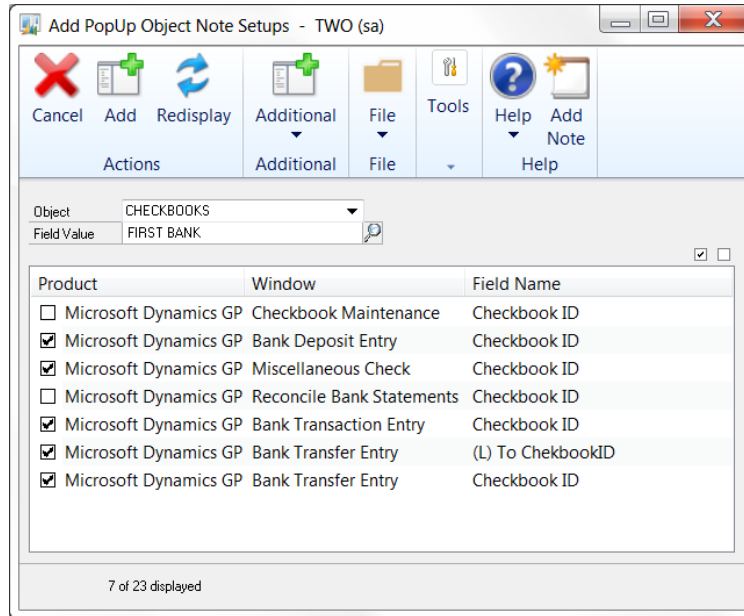 Add PopUp Object Note Setups - TWO (sa)
Cancel Add Redisplay Additional File Tools Help Add Note
Actions Additional File Help
Object CHECKBOOKS
Field Value FIRST BANK
Product Window Field Name
Microsoft Dynamics GP Checkbook Maintenance Checkbook ID
Microsoft Dynamics GP Bank Deposit Entry Checkbook ID
Microsoft Dynamics GP Miscellaneous Check Checkbook ID
Microsoft Dynamics GP Reconcile Bank Statements Checkbook ID
Microsoft Dynamics GP Bank Transaction Entry Checkbook ID
Microsoft Dynamics GP Bank Transfer Entry (L) To ChekbookID
Microsoft Dynamics GP Bank Transfer Entry Checkbook ID
7 of 23 displayed